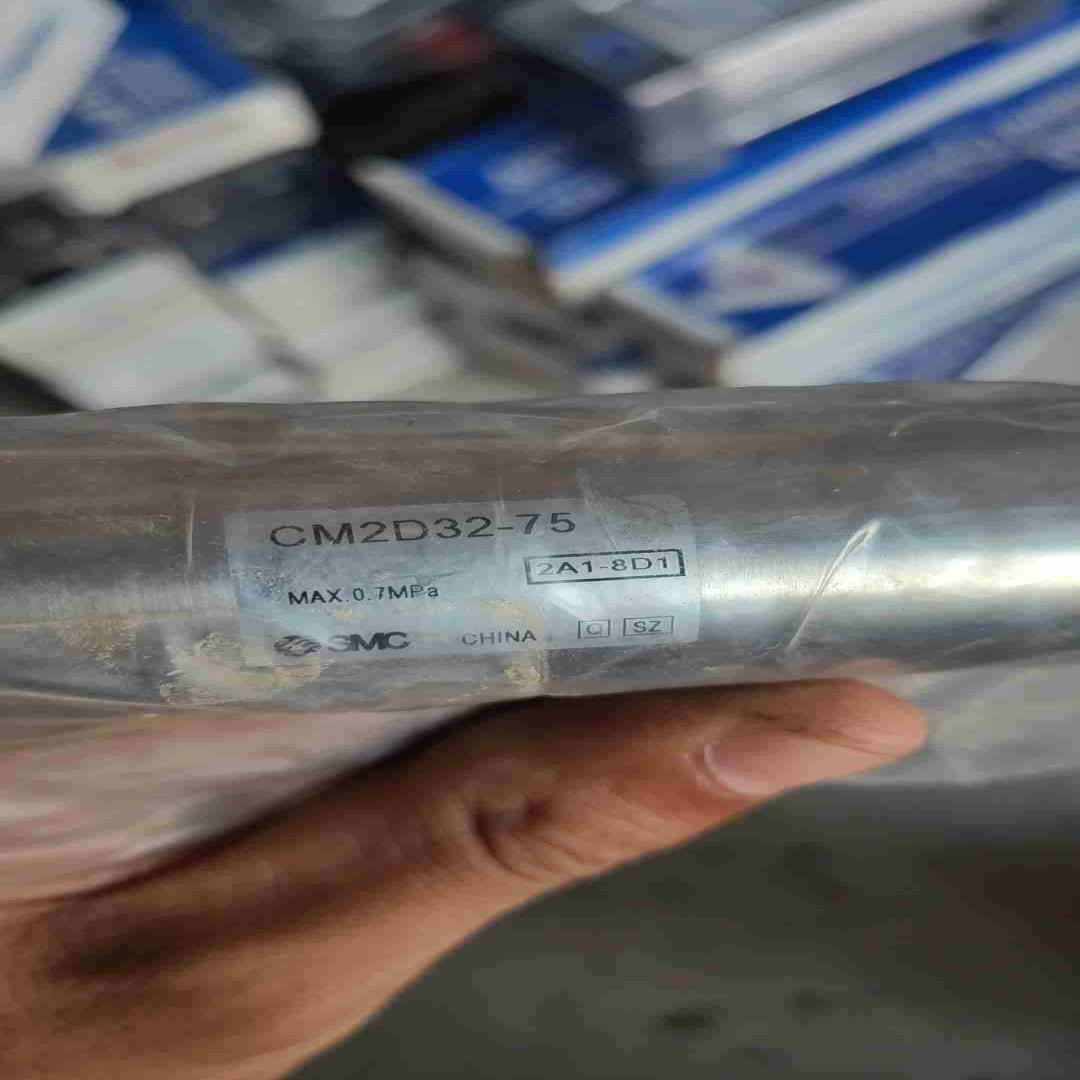 CM2D32-75
2A1-8D1
MAX.0.7MPa
SMC CHINA Q SZ